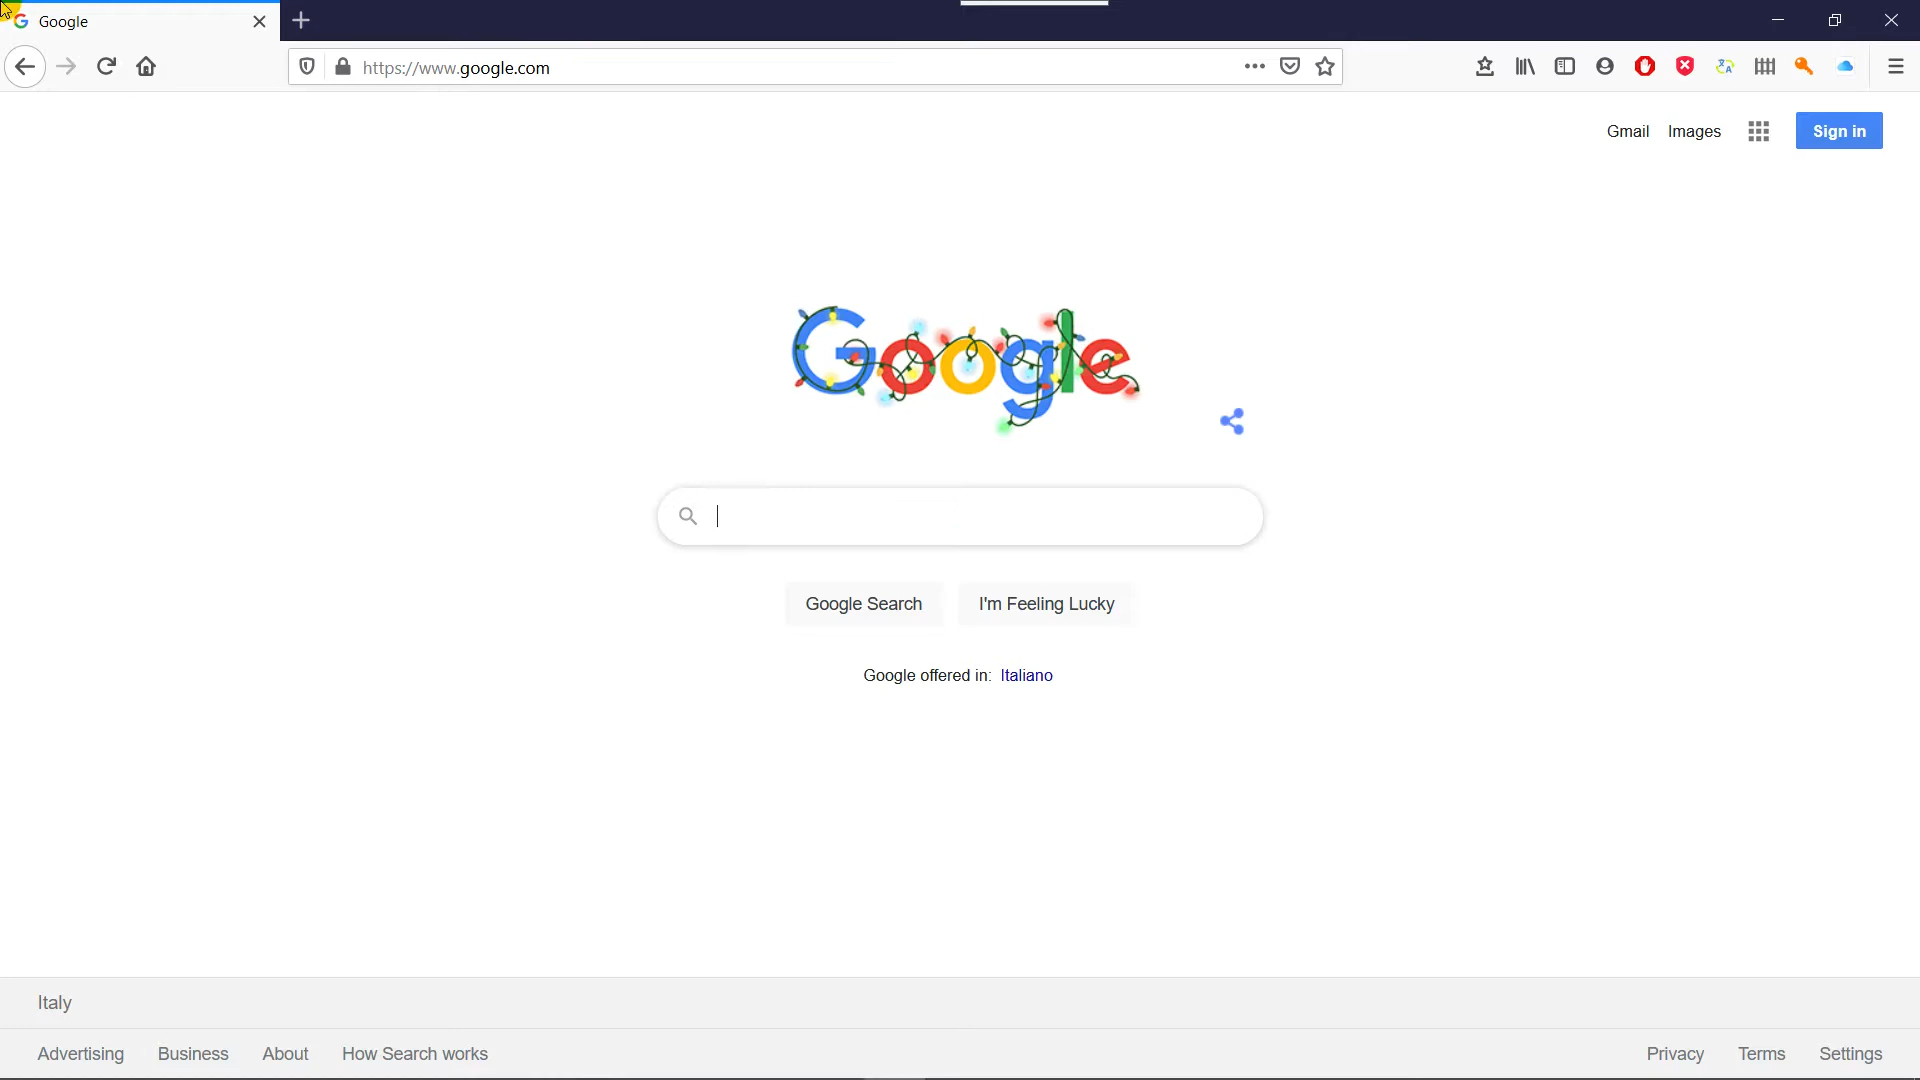 Google
https://www.google.com
Gmail Images Sign in
Google
Google Search I'm Feeling Lucky
Google offered in: Italiano
Italy
Advertising Business About How Search works Privacy Terms Settings